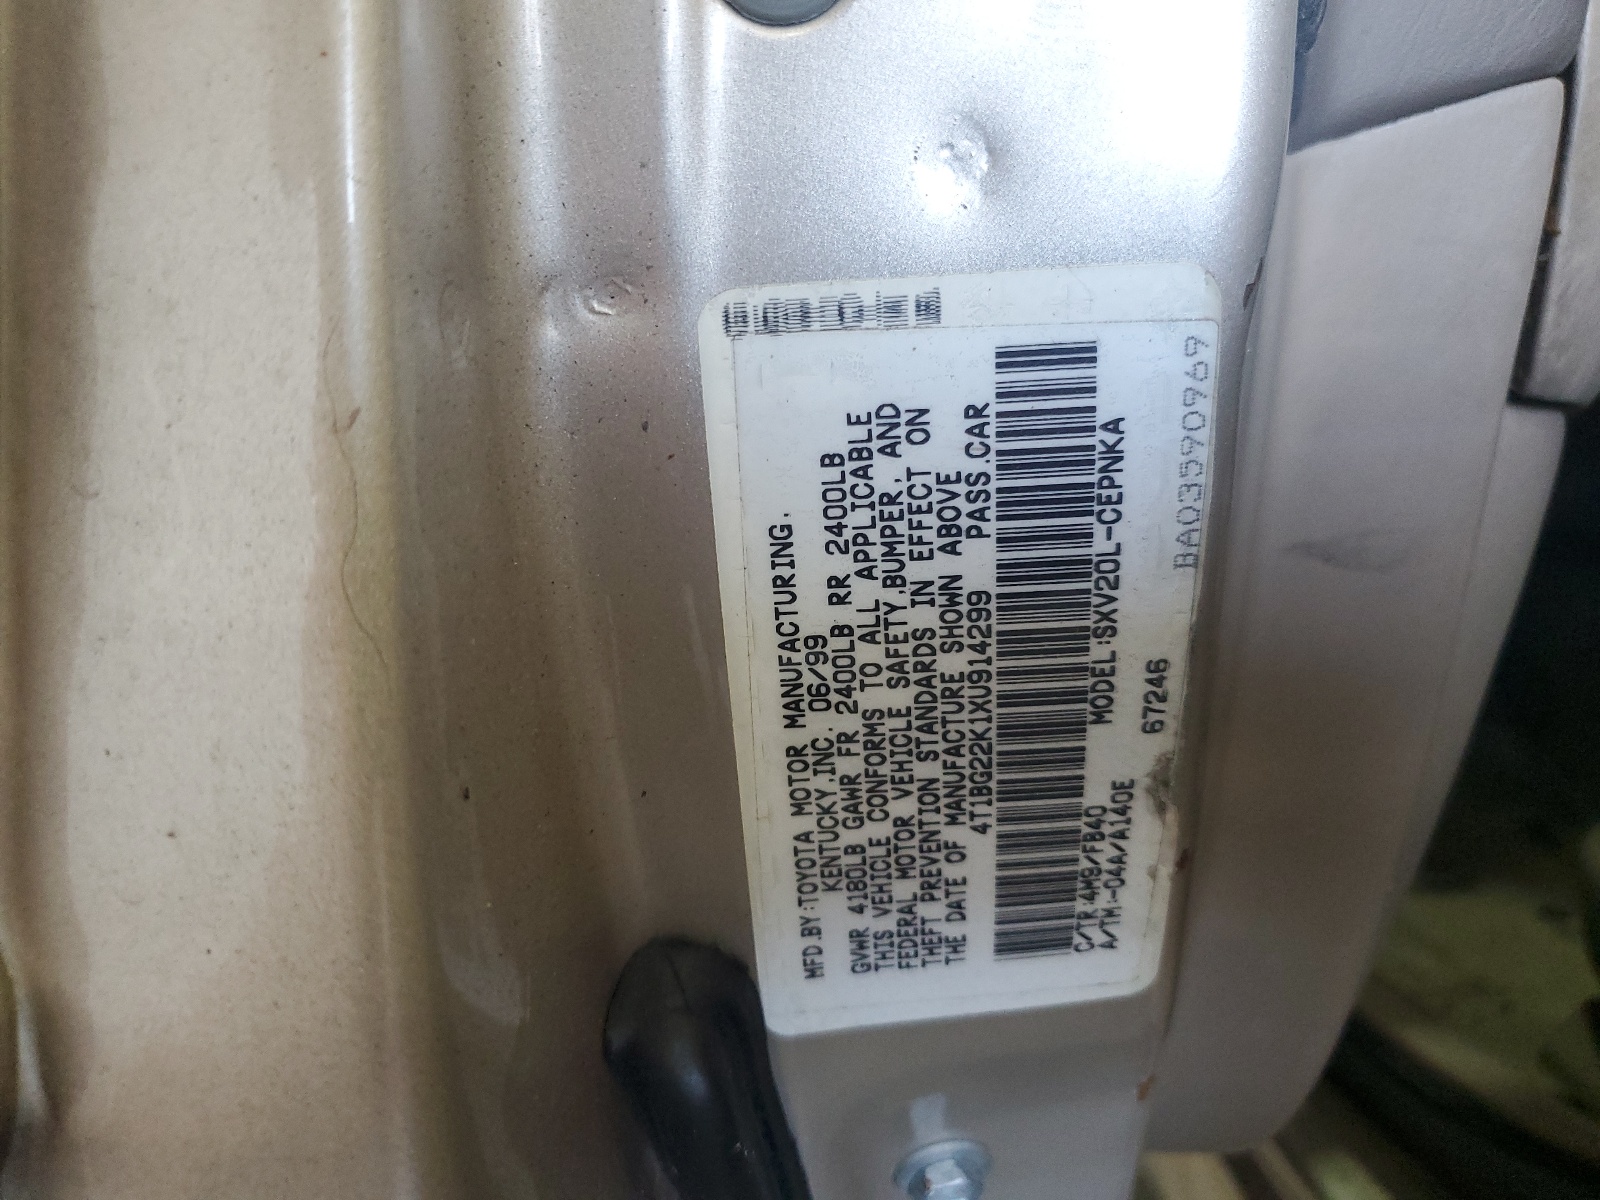 MFD.BY:TOYOTA MOTOR MANUFACTURING,
KENTUCKY,INC. 06/99
GVWR 4180LB GAWR FR 2400LB RR 2400LB
THIS VEHICLE CONFORMS TO ALL APPLICABLE
FEDERAL MOTOR VEHICLE SAFETY,BUMPER, AND
THEFT PREVENTION STANDARDS IN EFFECT ON
THE DATE OF MANUFACTURE SHOWN ABOVE
4T1BG22K1XU914299 PASS.CAR
C/TR:4M9/FB40 MODEL:SXV20L-CEPNKA
A/TM:-04A/A140E 67246
BA03590969